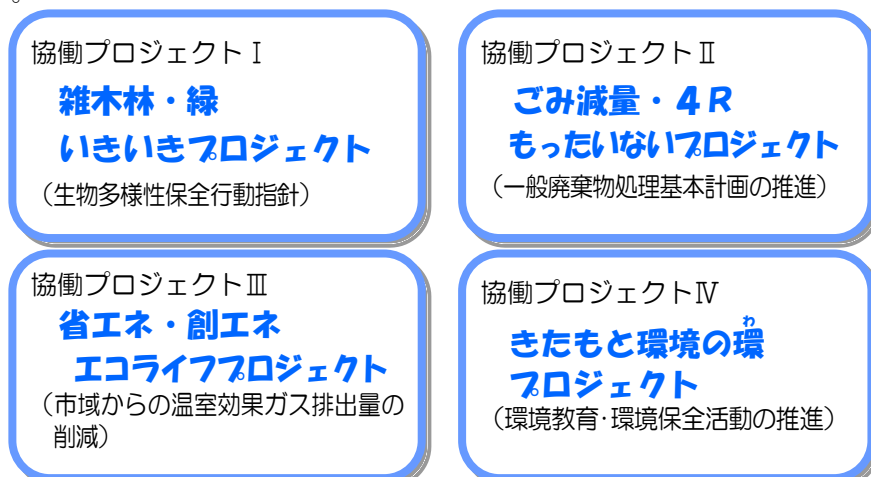 。
協働プロジェクトⅠ
雑木林・緑
いきいきプロジェクト
（生物多様性保全行動指針）
協働プロジェクトⅡ
ごみ減量・４Ｒ
もったいないプロジェクト
（一般廃棄物処理基本計画の推進）
協働プロジェクトⅢ
省エネ・創エネ
エコライフプロジェクト
（市域からの温室効果ガス排出量の
削減）
協働プロジェクトⅣ
わ
きたもと環境の環
プロジェクト
（環境教育･環境保全活動の推進）